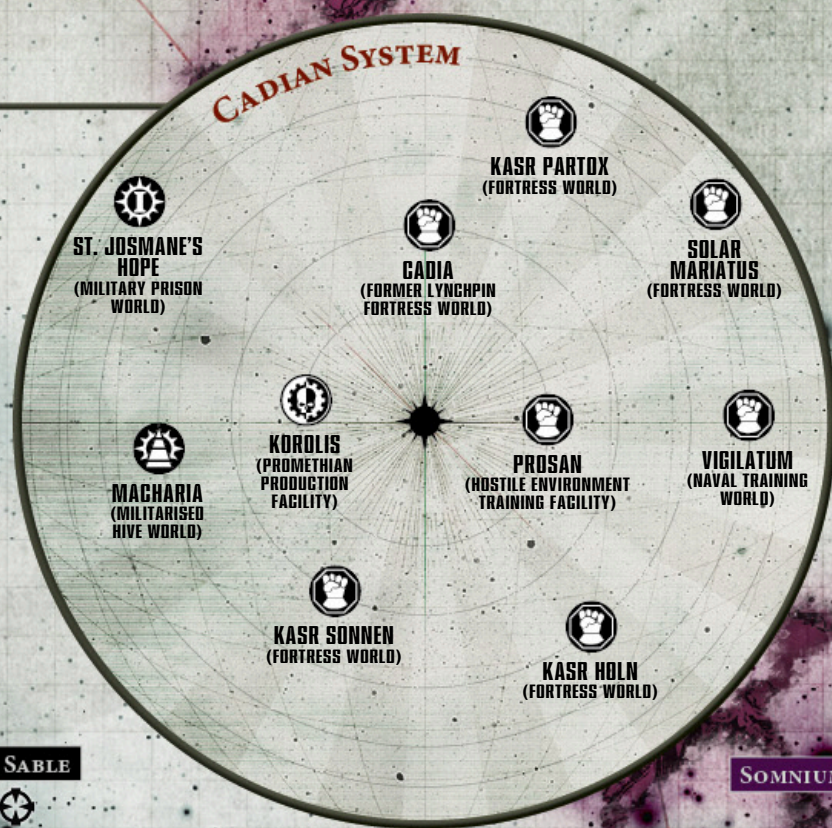 CADIAN SYSTEM
KASR PARTOX
(FORTRESS WORLD)
ST. JOSMANE'S
HOPE
(MILITARY PRISON
WORLD)
I
CADIA
(FORMER LYNCHPIN
FORTRESS WORLD)
SOLAR
MARIATUS
(FORTRESS WORLD)
KOROLIS
(PROMETHIAN
PRODUCTION
FACILITY)
PROSAN
(HOSTILE ENVIRONMENT
TRAINING FACILITY)
VIGILATUM
(NAVAL TRAINING
WORLD)
MACHARIA
(MILITARISED
HIVE WORLD)
KASR SONNEN
(FORTRESS WORLD)
KASR HOLN
(FORTRESS WORLD)
SABLE